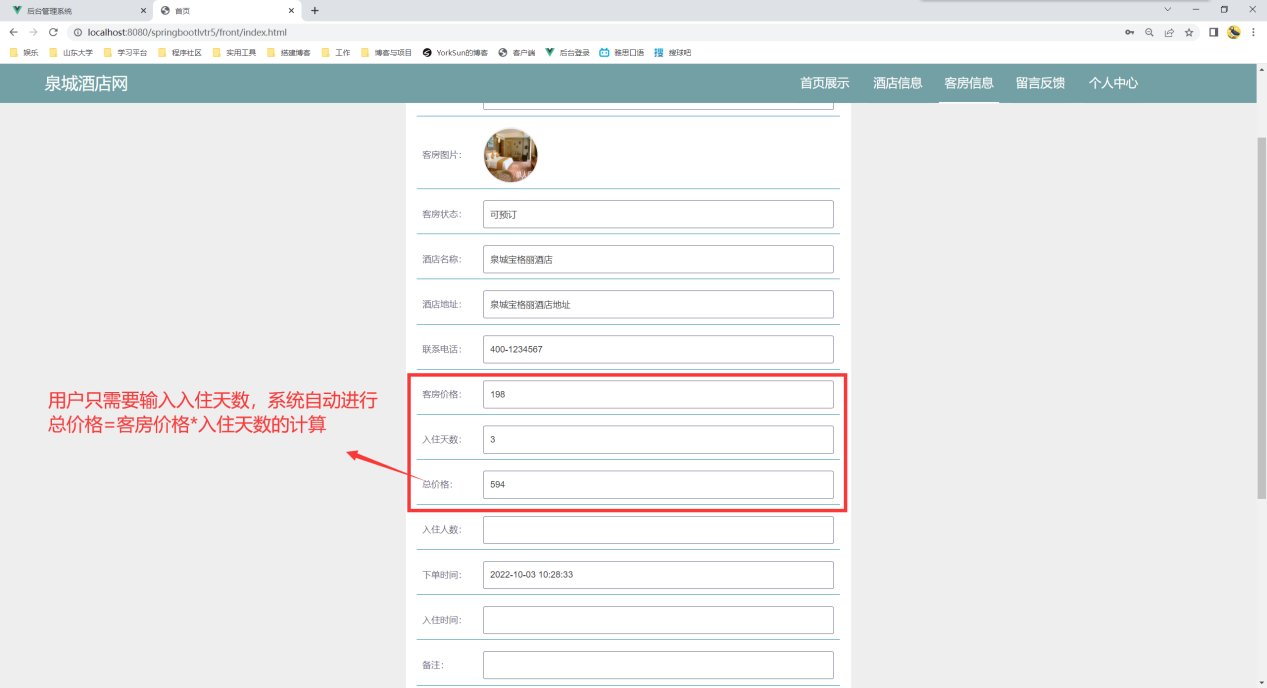 后台管理系统
首页
localhost:8080/springbootlvtr5/front/index.html
娱乐 山东大学 学习平台 程序社区 实用工具 搭建博客 工作 博客与项目 YorkSun的博客 客户端 后台登录 雅思口语 搜球吧
泉城酒店网
首页展示 酒店信息 客房信息 留言反馈 个人中心
客房图片：
客房状态： 可预订
酒店名称： 泉城宝格丽酒店
酒店地址： 泉城宝格丽酒店地址
联系电话： 400-1234567
客房价格： 198
用户只需要输入入住天数，系统自动进行
总价格=客房价格*入住天数的计算
入住天数： 3
总价格： 594
入住人数：
下单时间： 2022-10-03 10:28:33
入住时间：
备注：